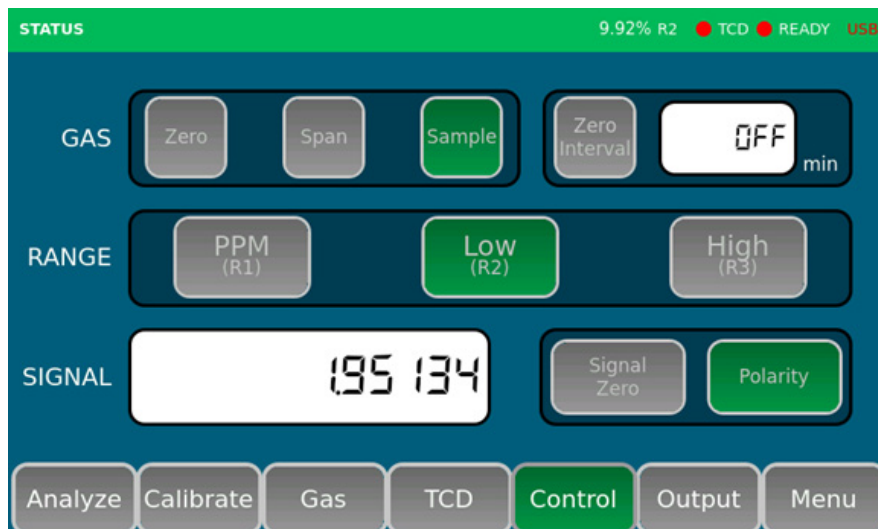 STATUS 9.92% R2 TCD READY USB
GAS Zero Span Sample Zero Interval OFF min
RANGE PPM (R1) Low (R2) High (R3)
SIGNAL 1.95134 Signal Zero Polarity
Analyze Calibrate Gas TCD Control Output Menu